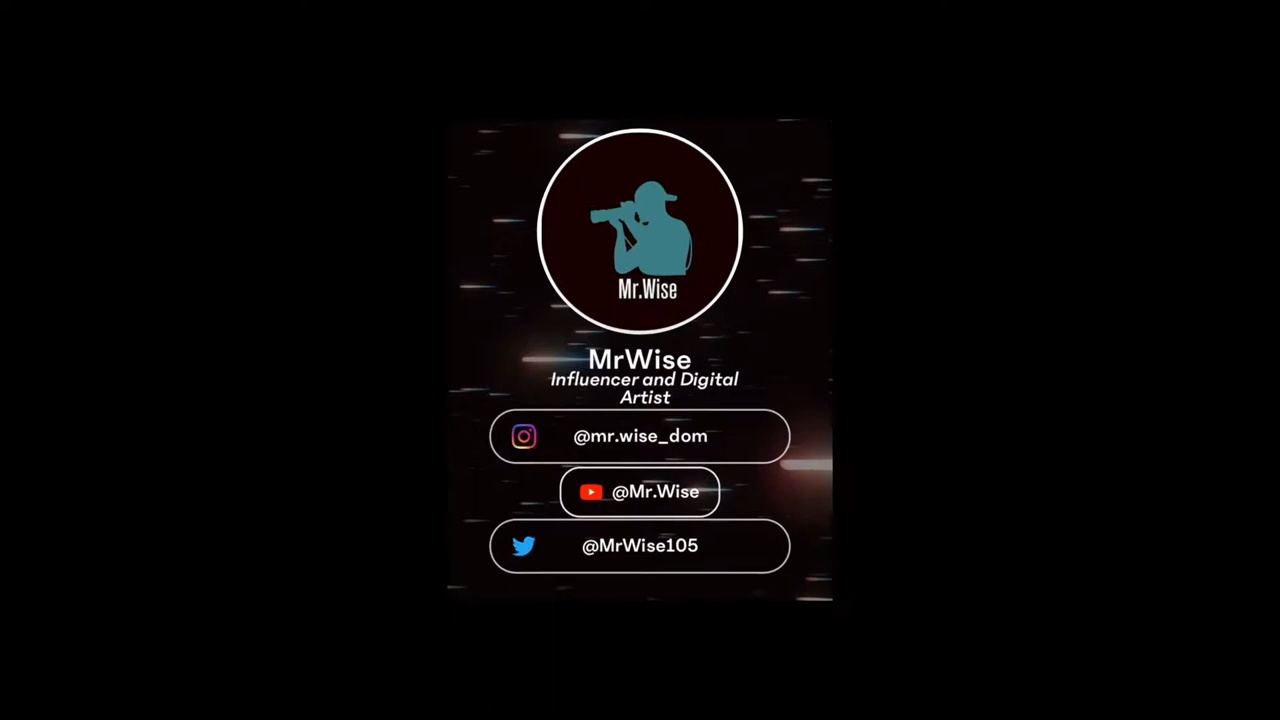 Mr.Wise
MrWise
Influencer and Digital
Artist
@mr.wise_dom
@Mr.Wise
@MrWise105